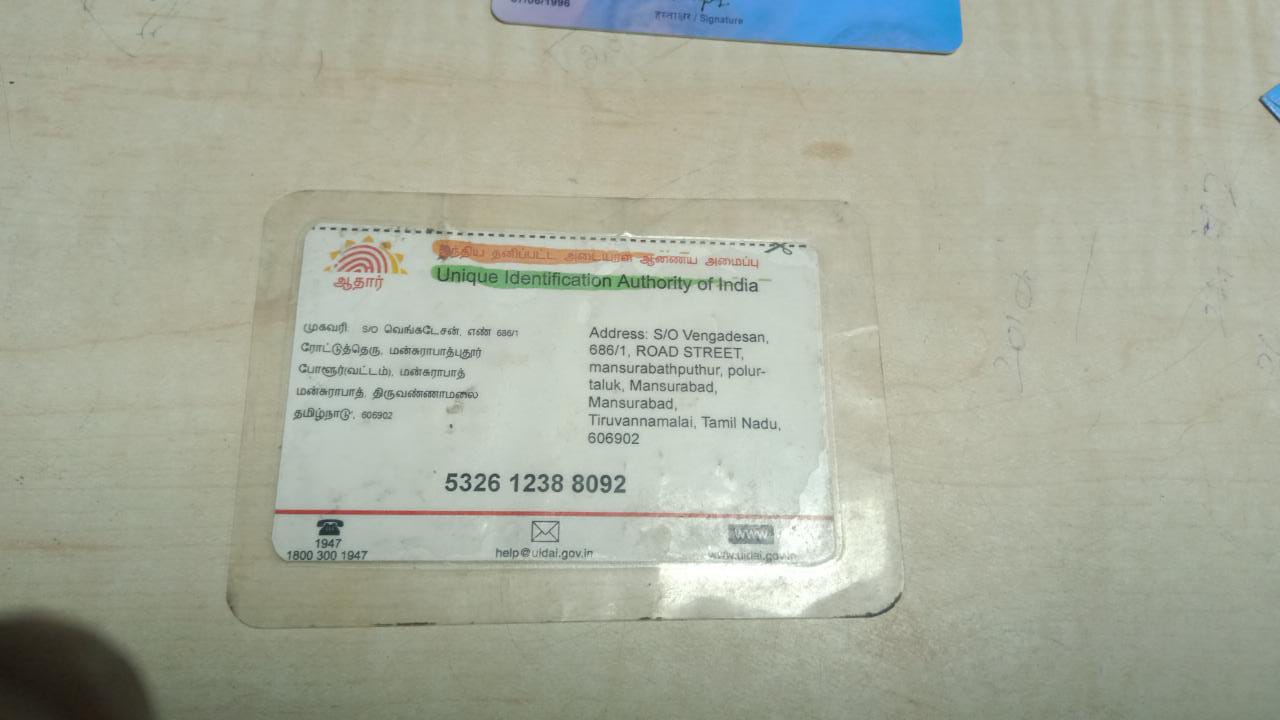 07/06/1996
हस्ताक्षर / Signature
இந்திய தனிப்பட்ட அடையாள ஆணைய அமைப்பு
Unique Identification Authority of India
ஆதார்
முகவரி: S/O வெங்கடேசன், எண் 686/1
ரோட்டுத்தெரு, மன்சுராபாத்புதூர்
போளூர்(வட்டம்), மன்சுராபாத்
மன்சுராபாத், திருவண்ணாமலை
தமிழ்நாடு, 606902
Address: S/O Vengadesan,
686/1, ROAD STREET,
mansurabathputhur, polur-
taluk, Mansurabad,
Mansurabad,
Tiruvannamalai, Tamil Nadu,
606902
5326 1238 8092
1947
1800 300 1947
help@uidai.gov.in
WWW
www.uidai.gov.in